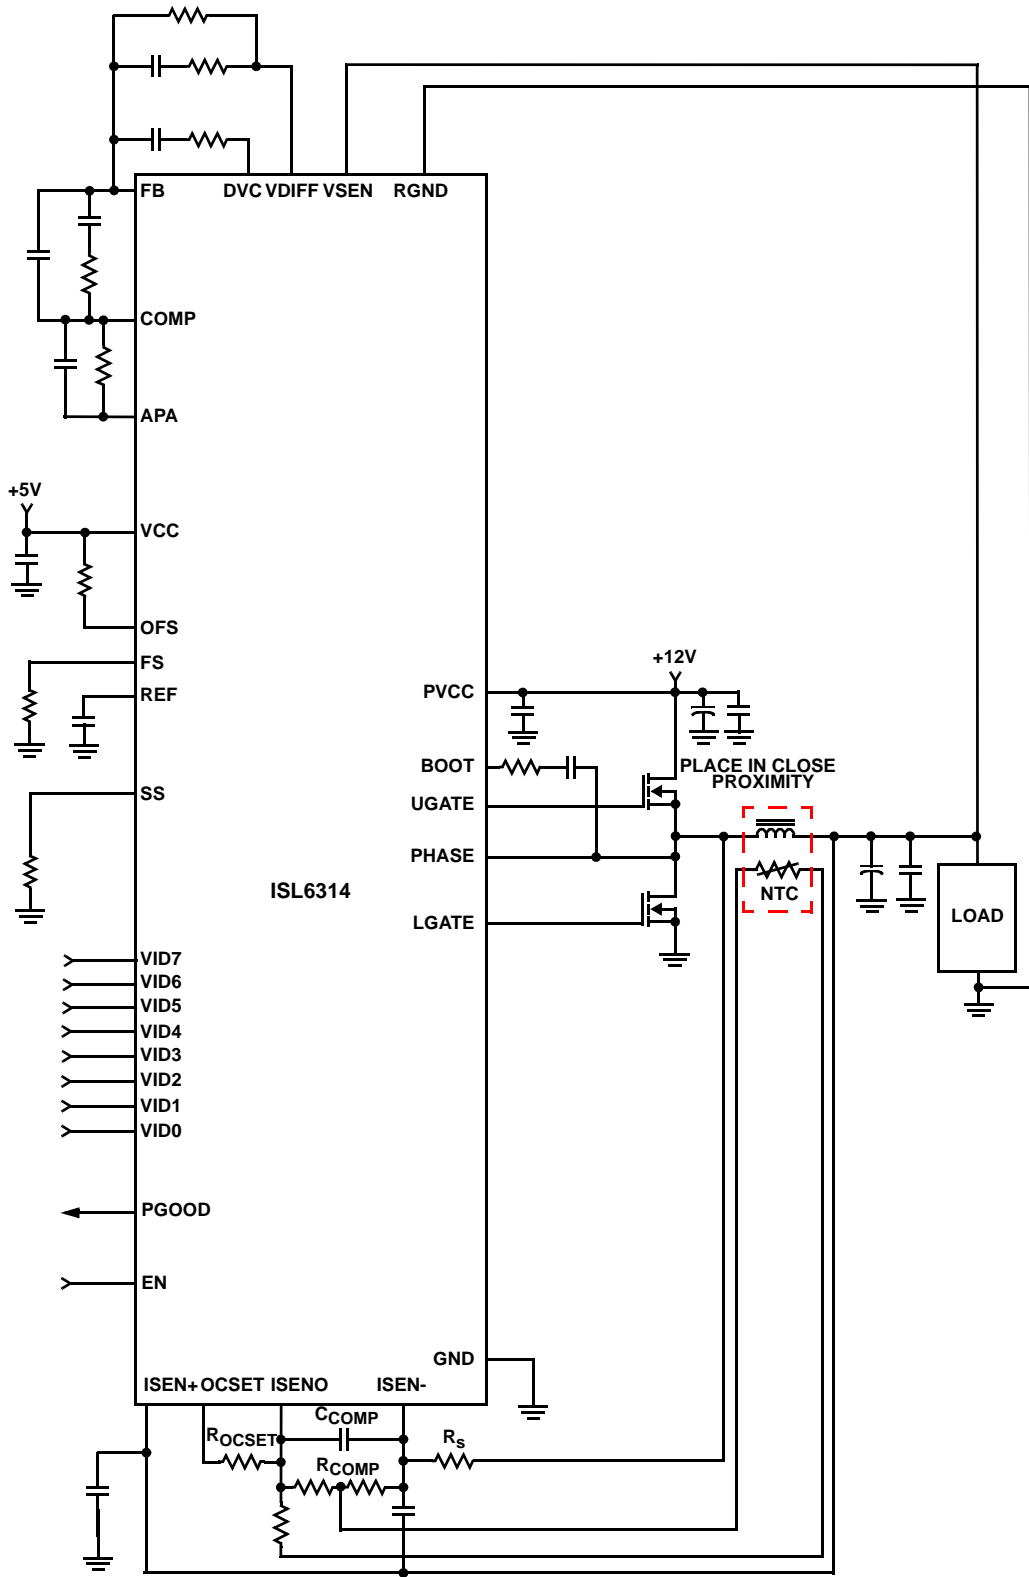 FB
DVC VDIFF VSEN RGND
COMP
APA
+5V
VCC
OFS
FS
REF
SS
+12V
PVCC
BOOT
PLACE IN CLOSE
PROXIMITY
UGATE
PHASE
NTC
LGATE
LOAD
ISL6314
VID7
VID6
VID5
VID4
VID3
VID2
VID1
VID0
PGOOD
EN
GND
ISEN+ OCSET ISENO ISEN-
CCOMP
ROCSET
RCOMP
Rs